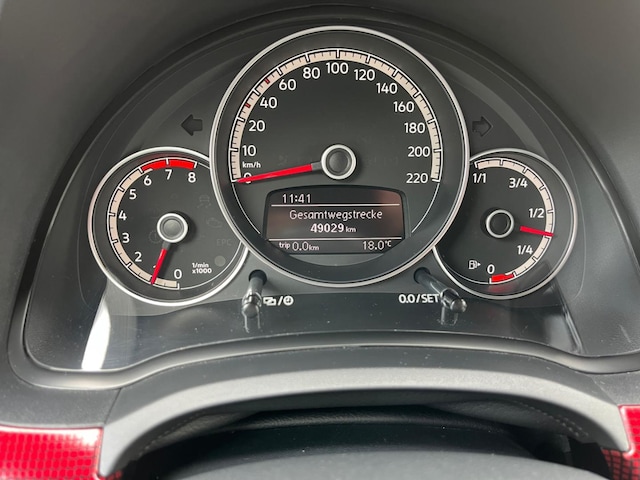 0 10 20 40 60 80 100 120 140 160 180 200 220
km/h
0 1 2 3 4 5 6 7 8
1/min
x1000
EPC
1/1 3/4 1/2 1/4 0
11:41
Gesamtwegstrecke
49029 km
trip 0.0 km 18.0°C
0.0/SET